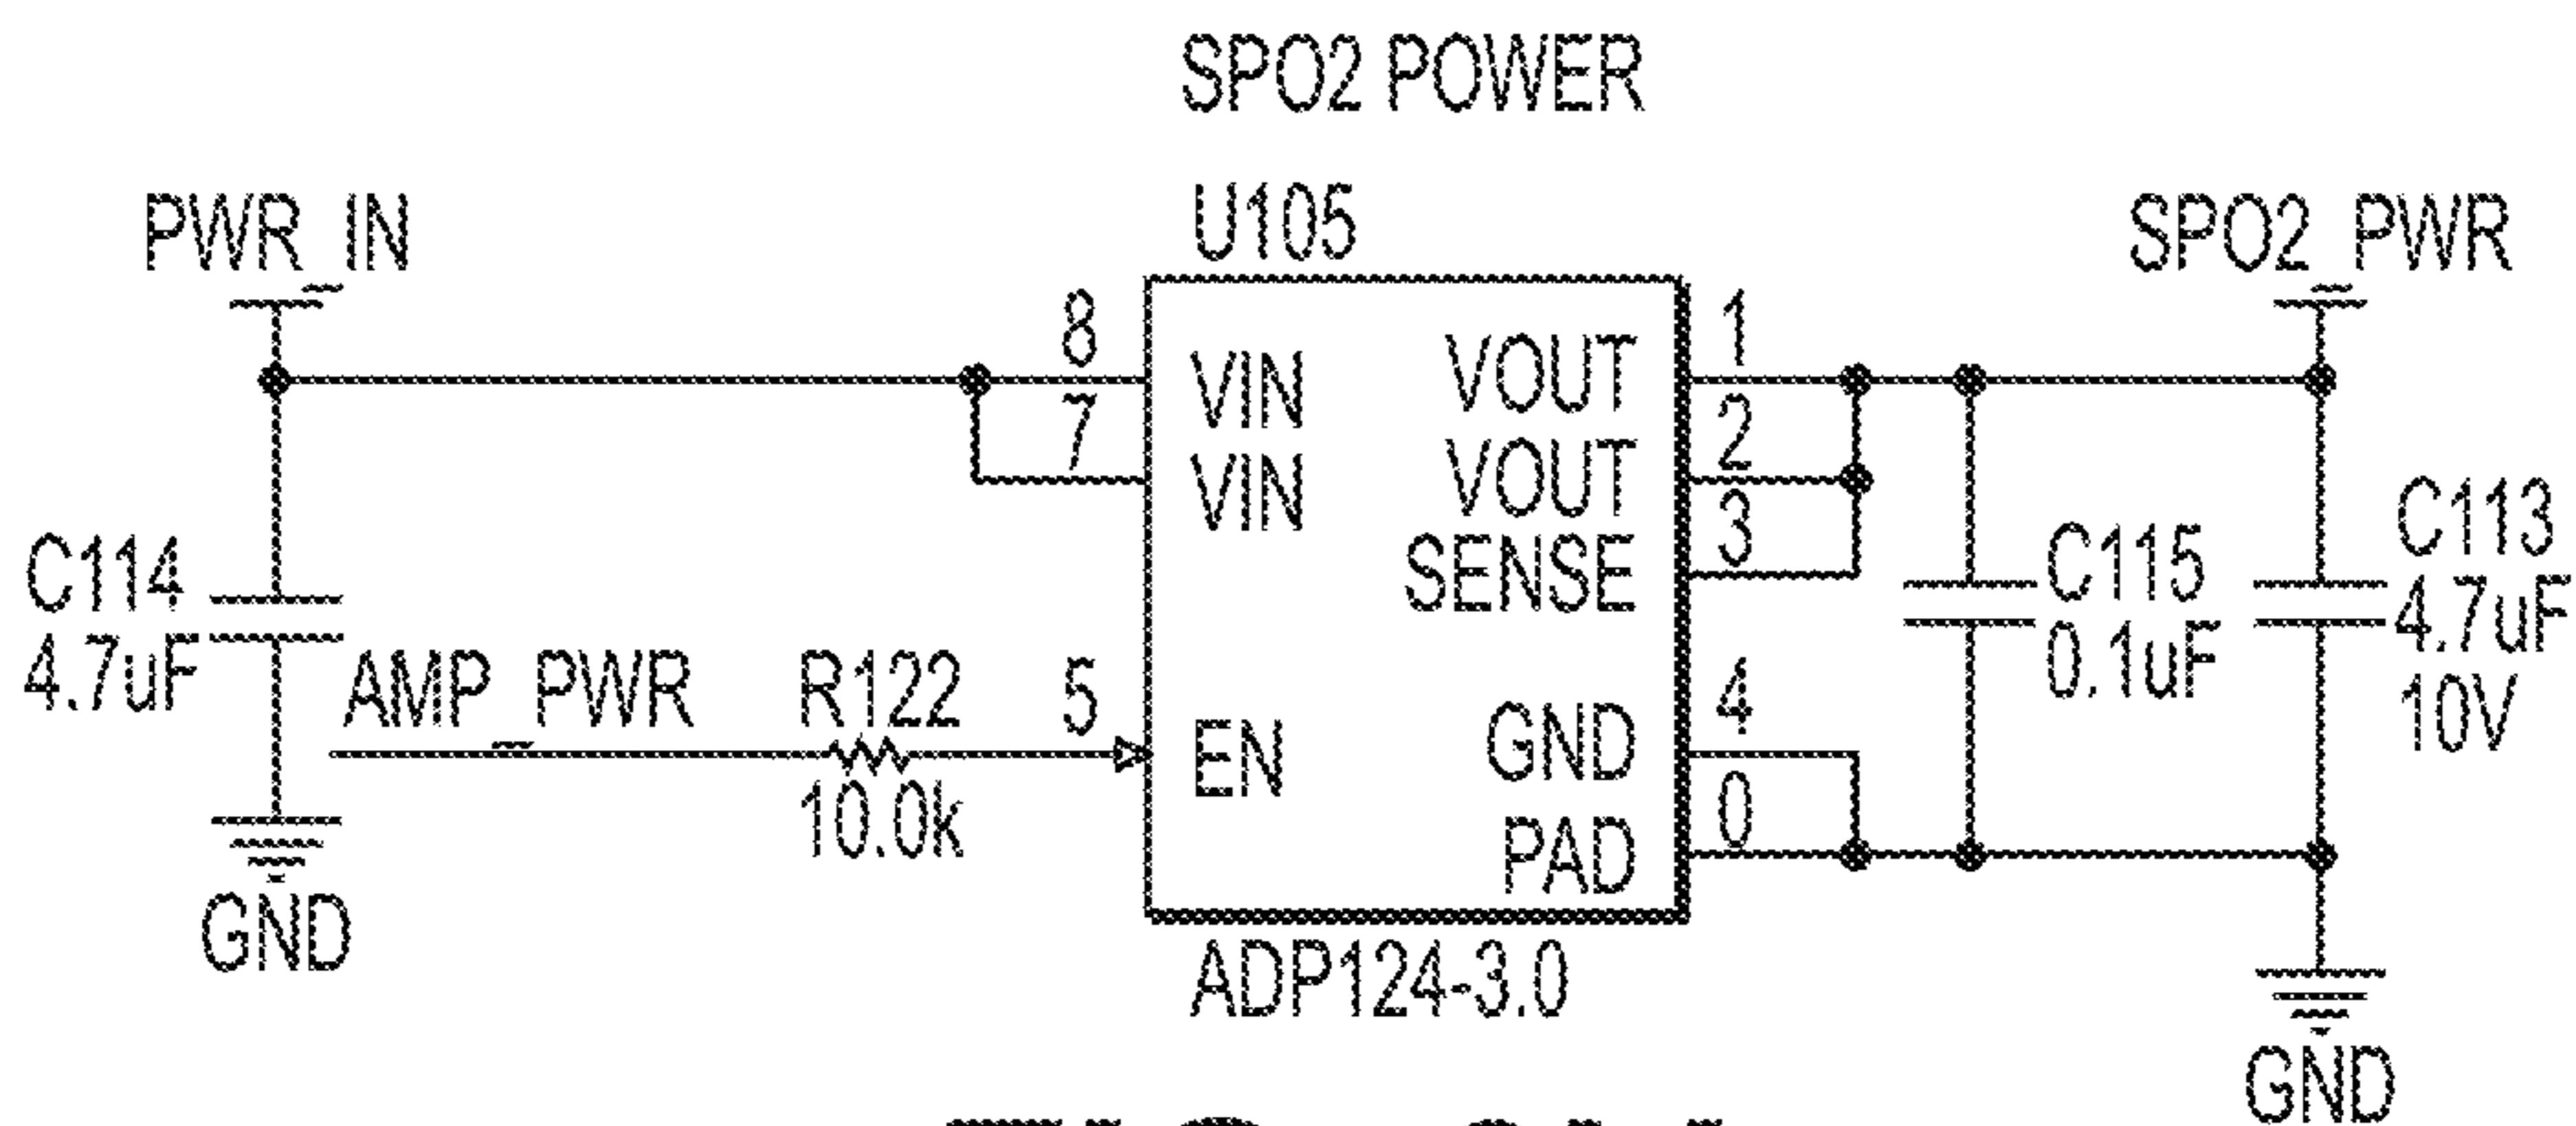 SPO2 POWER
U105
PWR_IN
SPO2_PWR
8
7
VIN
VIN
VOUT
VOUT
SENSE
1
2
3
C114
4.7uF
AMP_PWR
R122
10.0k
5
EN
GND
PAD
4
0
C115
0.1uF
C113
4.7uF
10V
GND
ADP124-3.0
GND